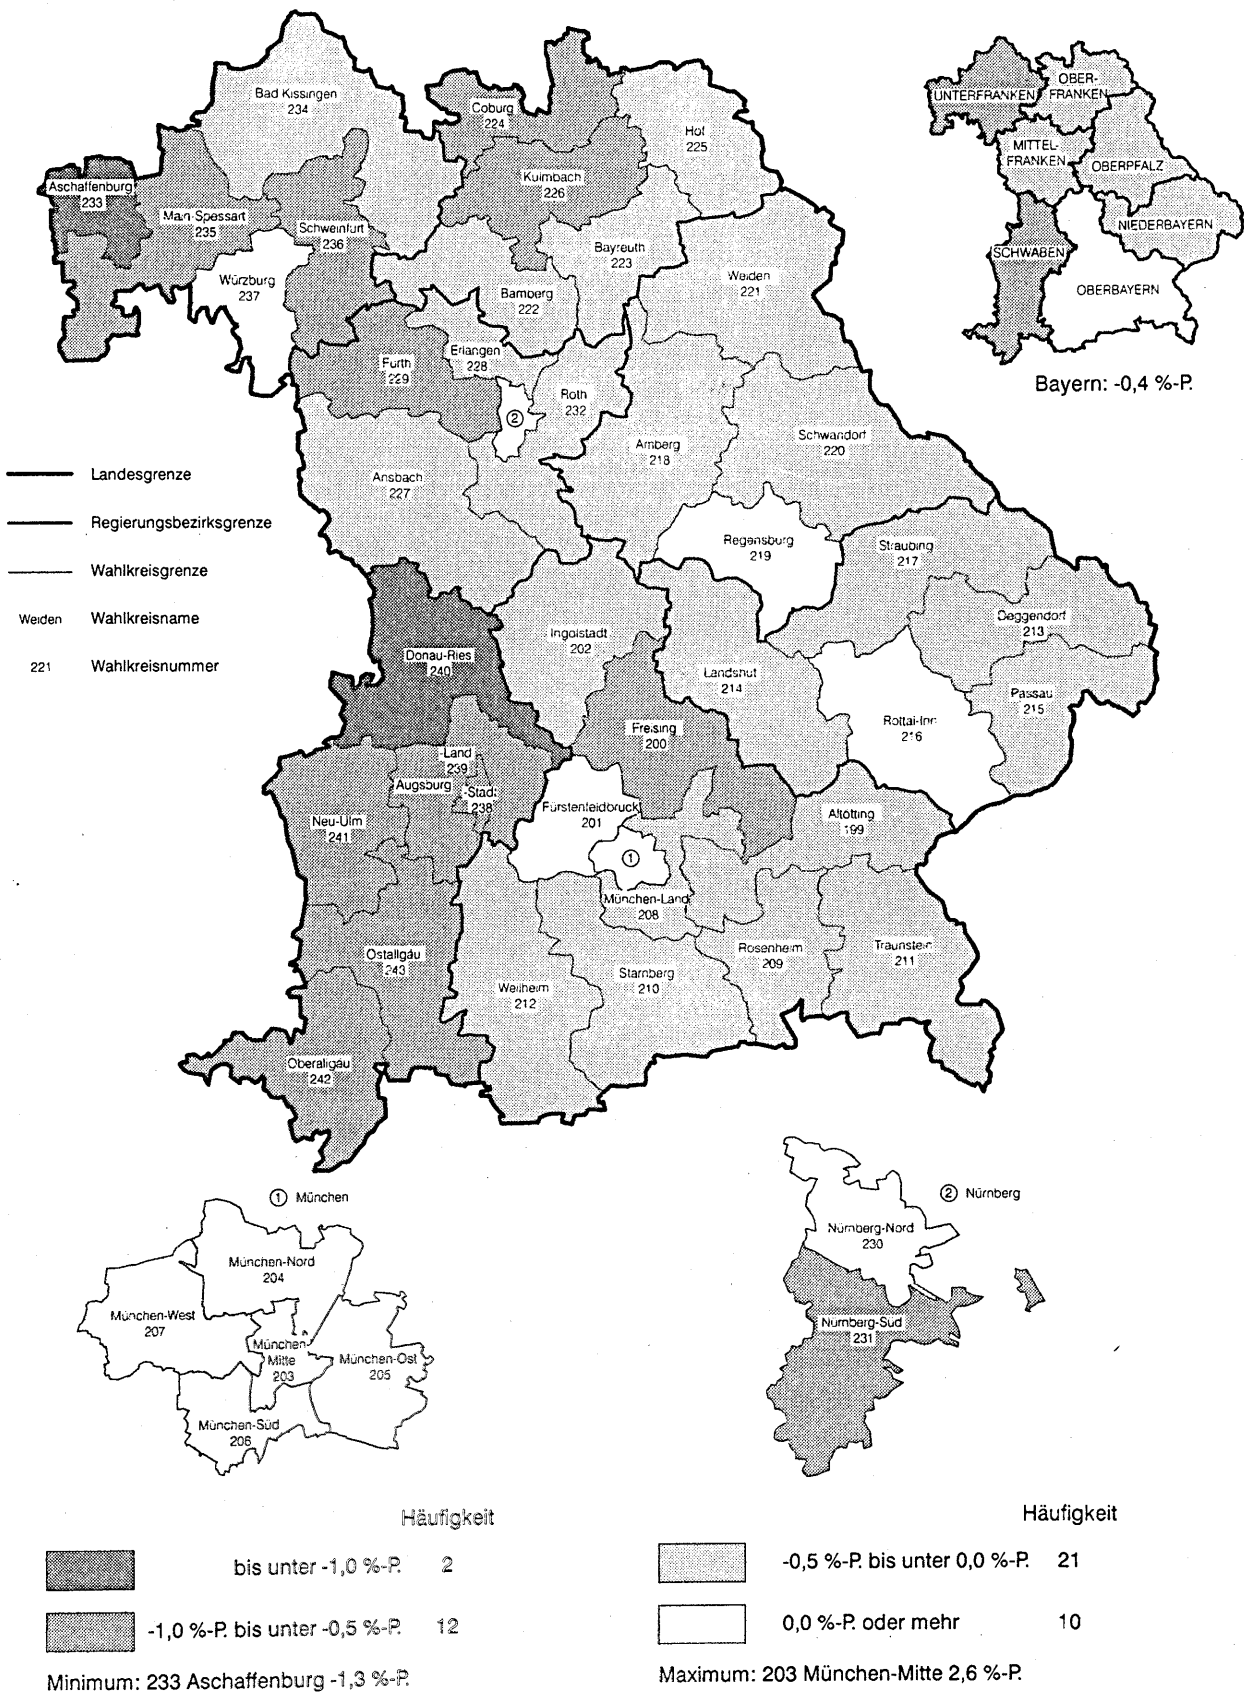 Bad Kissingen
234
Coburg
224
Hof
225
Kulmbach
226
Aschaffenburg
233
Main-Spessart
235
Schweinfurt
236
Bayreuth
223
Würzburg
237
Weiden
221
Bamberg
222
Erlangen
228
Fürth
229
Roth
232
②
Schwandorf
220
Amberg
218
Ansbach
227
Regensburg
219
Straubing
217
Deggendorf
213
Ingolstadt
202
Donau-Ries
240
Landshut
214
Passau
215
Rottal-Inn
216
Freising
200
-Land
239
Augsburg
-Stadt
238
Fürstenfeldbruck
201
Altötting
199
Neu-Ulm
241
①
München-Land
208
Rosenheim
209
Traunstein
211
Ostallgäu
243
Starnberg
210
Weilheim
212
Oberallgäu
242
UNTERFRANKEN
OBER-
FRANKEN
MITTEL-
FRANKEN
OBERPFALZ
NIEDERBAYERN
SCHWABEN
OBERBAYERN
Bayern: -0,4 %-P.
Landesgrenze
Regierungsbezirksgrenze
Wahlkreisgrenze
Weiden Wahlkreisname
221 Wahlkreisnummer
① München
München-Nord
204
München-West
207
München-
Mitte
203
München-Ost
205
München-Süd
206
② Nürnberg
Nürnberg-Nord
230
Nürnberg-Süd
231
Häufigkeit
bis unter -1,0 %-P. 2
-1,0 %-P. bis unter -0,5 %-P. 12
Minimum: 233 Aschaffenburg -1,3 %-P.
Häufigkeit
-0,5 %-P. bis unter 0,0 %-P. 21
0,0 %-P. oder mehr 10
Maximum: 203 München-Mitte 2,6 %-P.